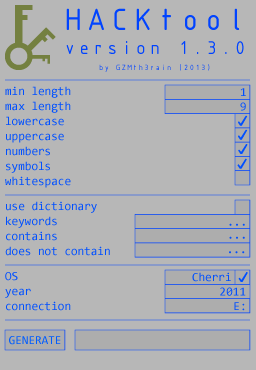 HACKtool
version 1.3.0
by GZMth3rain (2013)
min length 1
max length 9
lowercase
uppercase
numbers
symbols
whitespace
use dictionary
keywords ...
contains ...
does not contain ...
OS Cherri
year 2011
connection E:
GENERATE